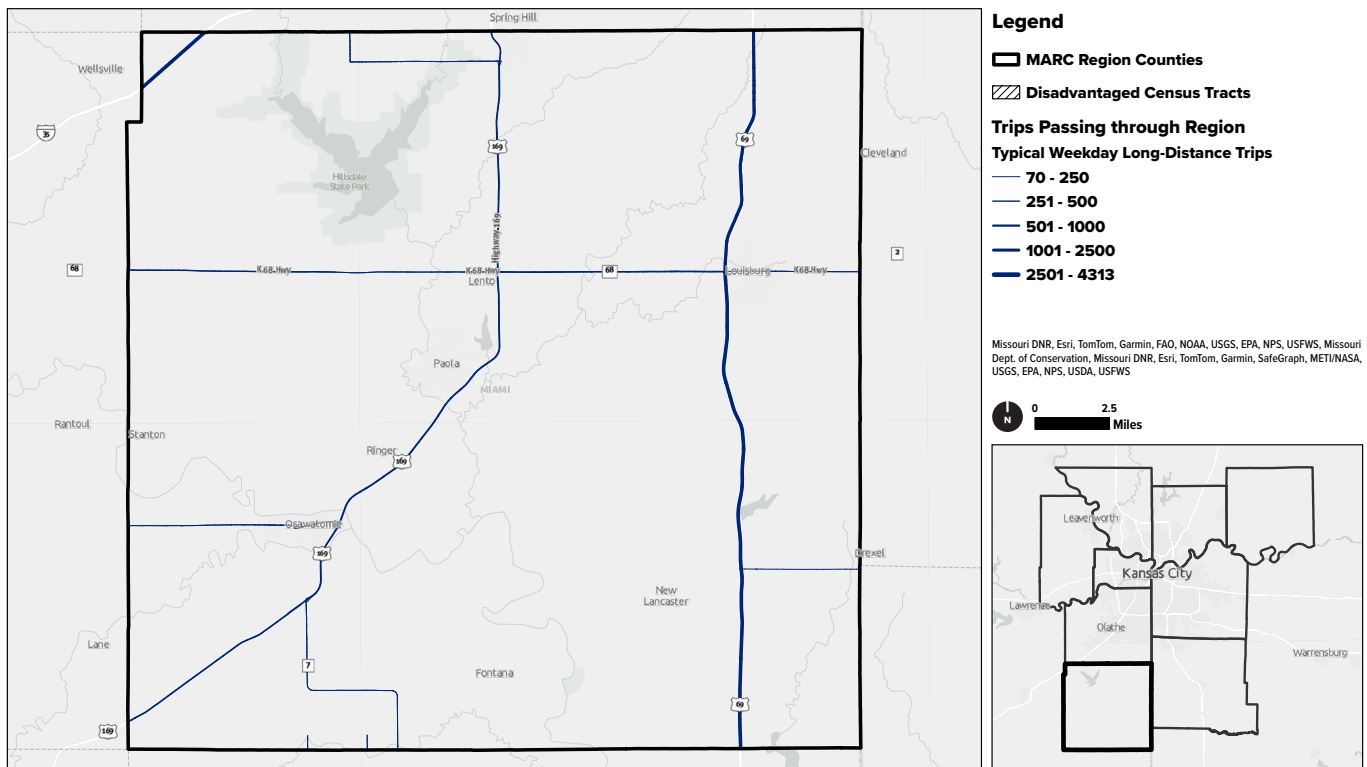 Spring Hill
Wellsville
35
169
69
Cleveland
Hillsdale
State Park
Highway 169
68
2
K68 Hwy
K68 Hwy
68
Louisburg
K68 Hwy
Lento
Paola
MIAMI
Rantoul
Stanton
Ringer
169
Osawatomie
169
Drexel
New
Lancaster
Lane
7
Fontana
69
169
Legend
MARC Region Counties
Disadvantaged Census Tracts
Trips Passing through Region
Typical Weekday Long-Distance Trips
70 - 250
251 - 500
501 - 1000
1001 - 2500
2501 - 4313
Missouri DNR, Esri, TomTom, Garmin, FAO, NOAA, USGS, EPA, NPS, USFWS, Missouri
Dept. of Conservation, Missouri DNR, Esri, TomTom, Garmin, SafeGraph, METI/NASA,
USGS, EPA, NPS, USDA, USFWS
N
0 2.5
Miles
Leavenworth
Kansas City
Lawrence
Olathe
Warrensburg